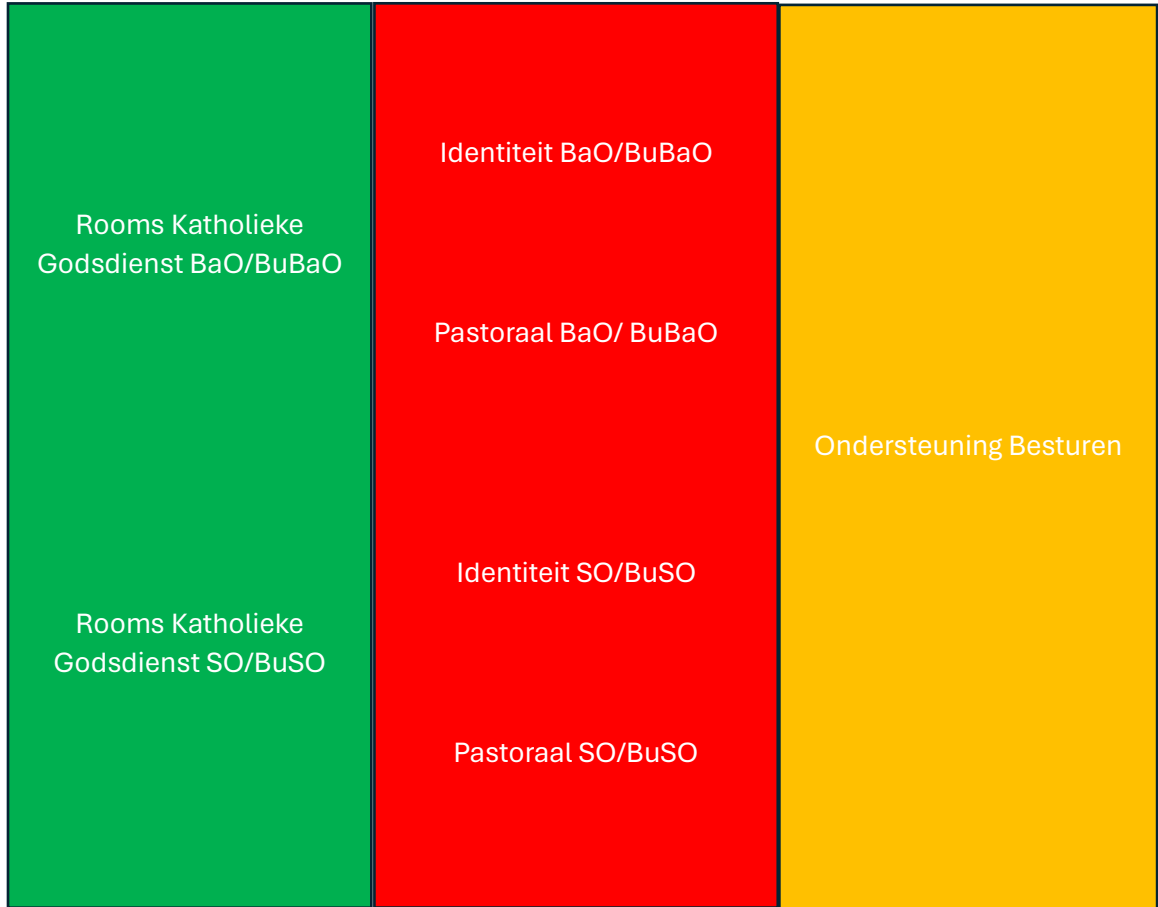 Rooms Katholieke
Godsdienst BaO/BuBaO
Rooms Katholieke
Godsdienst SO/BuSO
Identiteit BaO/BuBaO
Pastoraal BaO/ BuBaO
Identiteit SO/BuSO
Pastoraal SO/BuSO
Ondersteuning Besturen